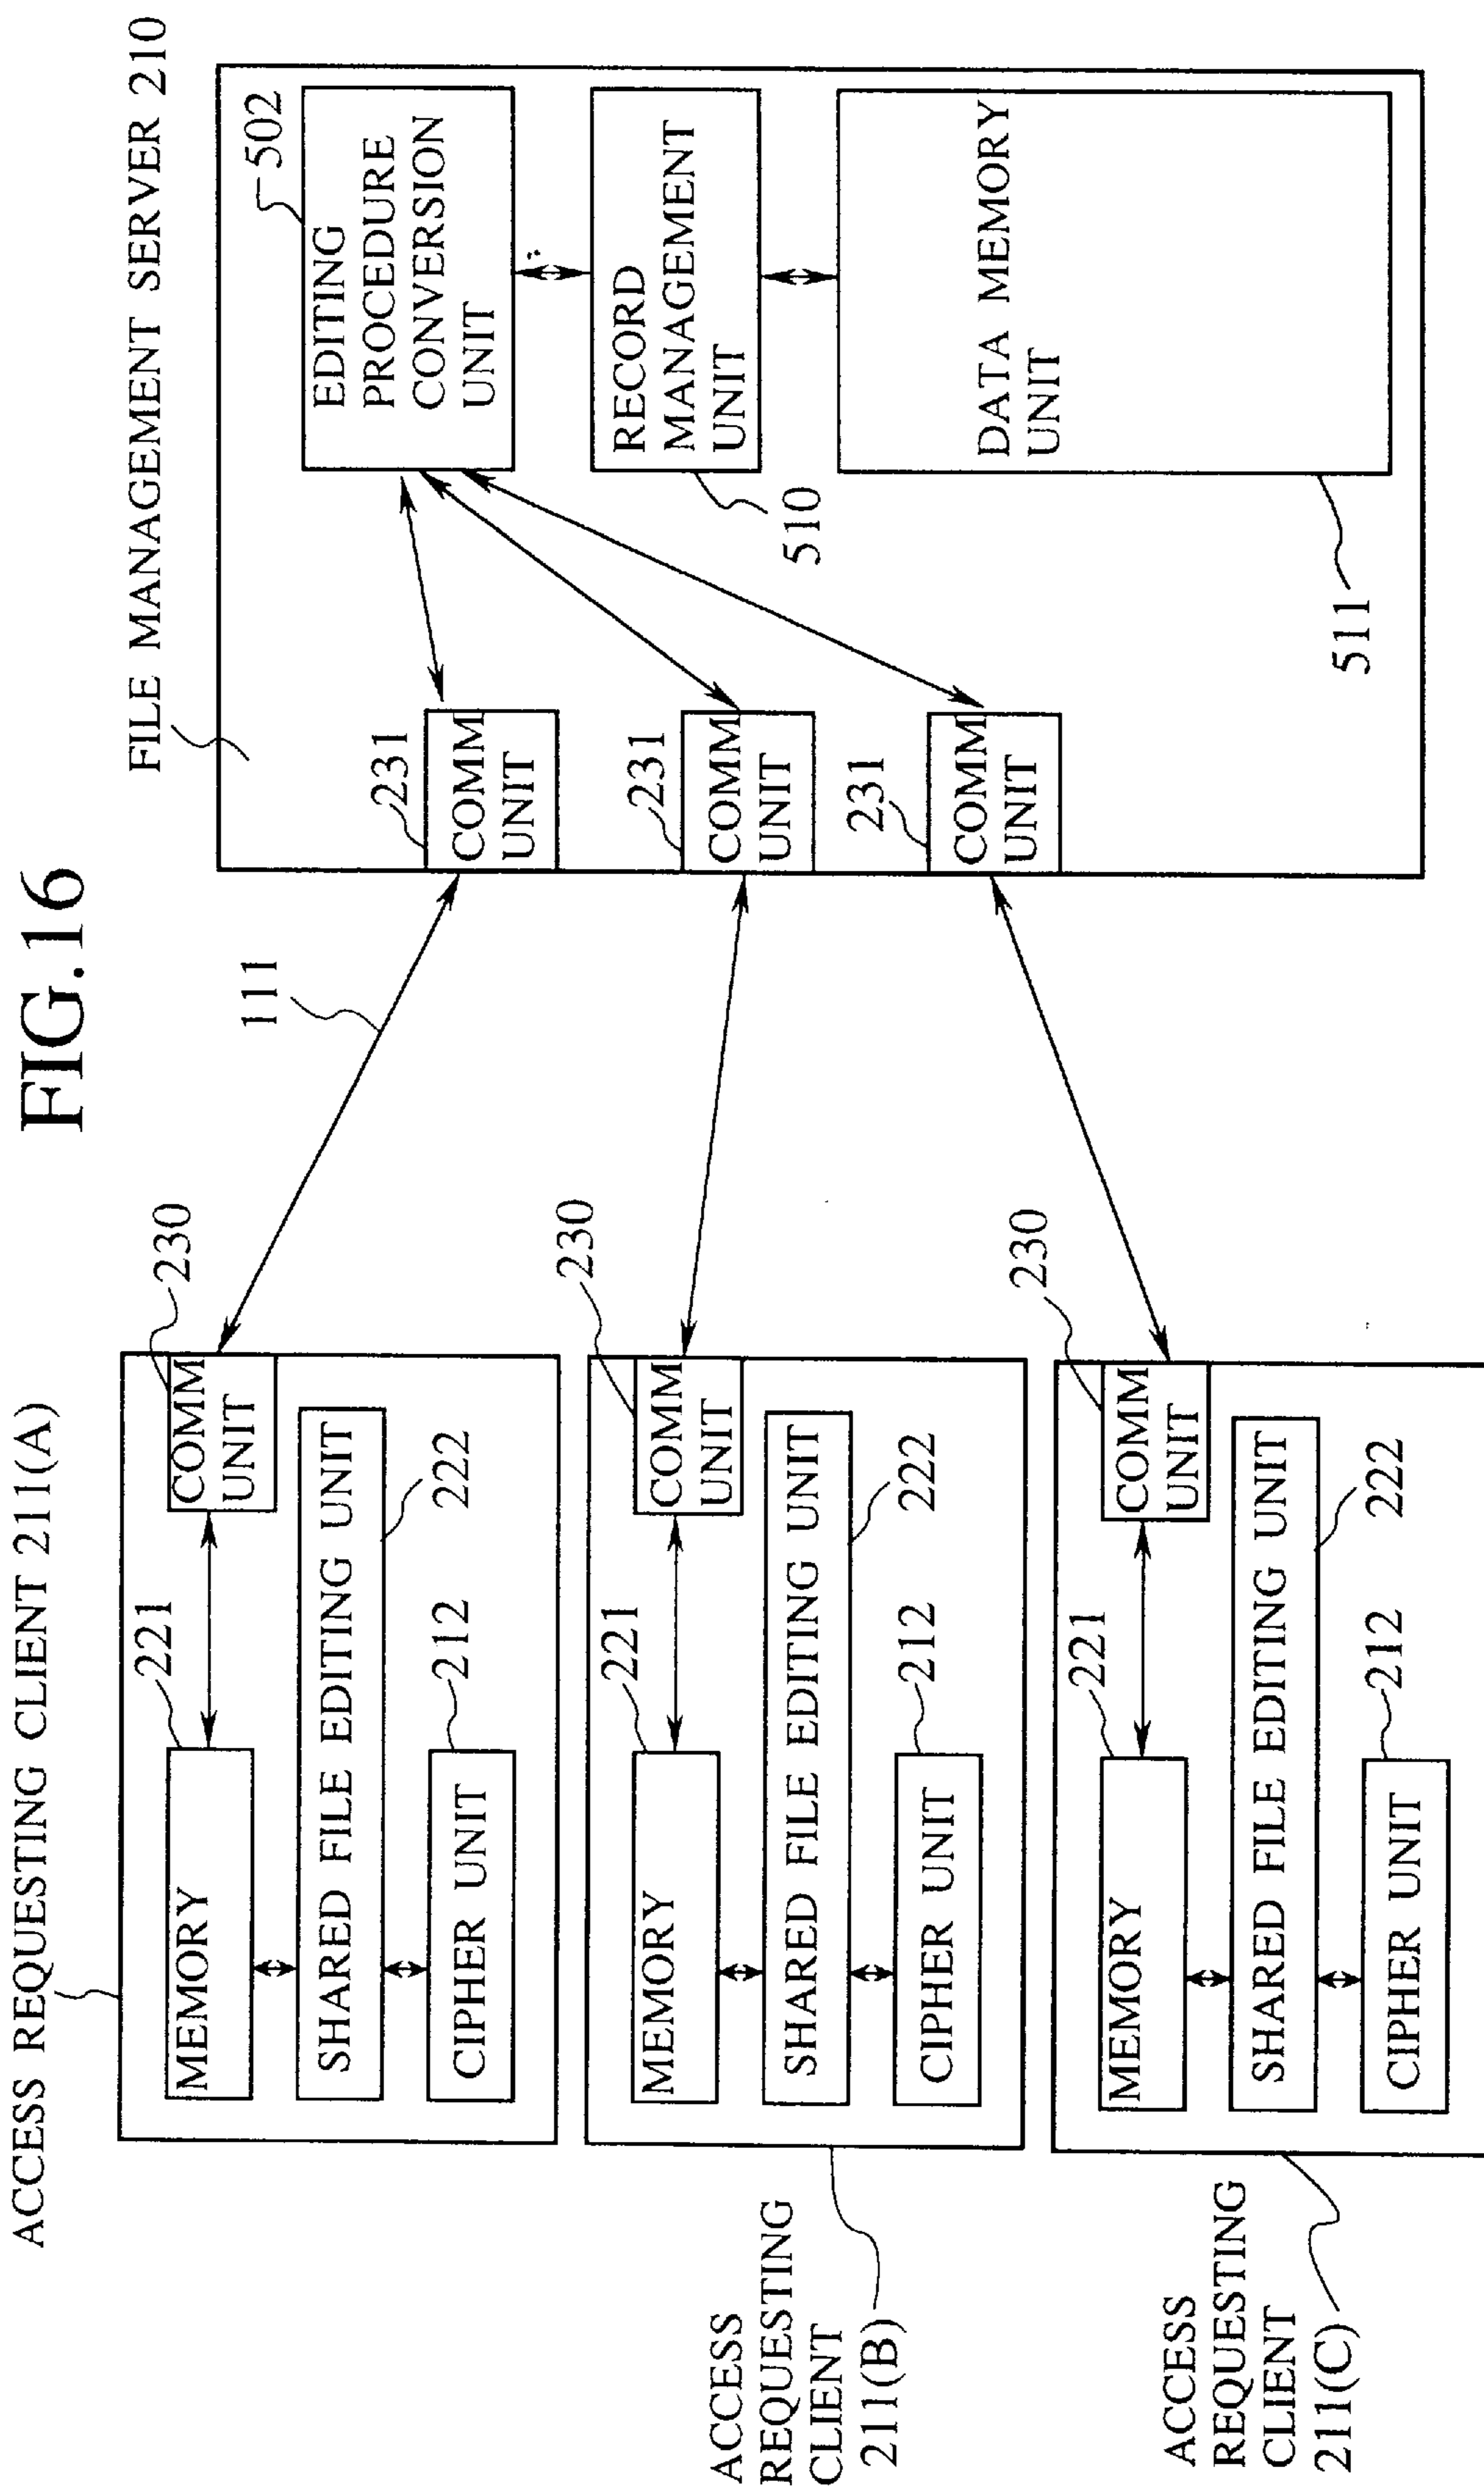 FIG.16
ACCESS REQUESTING CLIENT 211(A)
221
MEMORY
230
COMM
UNIT
SHARED FILE EDITING UNIT
222
212
CIPHER UNIT
ACCESS
REQUESTING
CLIENT
211(B)
221
MEMORY
230
COMM
UNIT
SHARED FILE EDITING UNIT
222
212
CIPHER UNIT
ACCESS
REQUESTING
CLIENT
211(C)
221
MEMORY
230
COMM
UNIT
SHARED FILE EDITING UNIT
222
212
CIPHER UNIT
111
FILE MANAGEMENT SERVER 210
231
COMM
UNIT
231
COMM
UNIT
231
COMM
UNIT
502
EDITING
PROCEDURE
CONVERSION
UNIT
RECORD
MANAGEMENT
UNIT
510
DATA MEMORY
UNIT
511